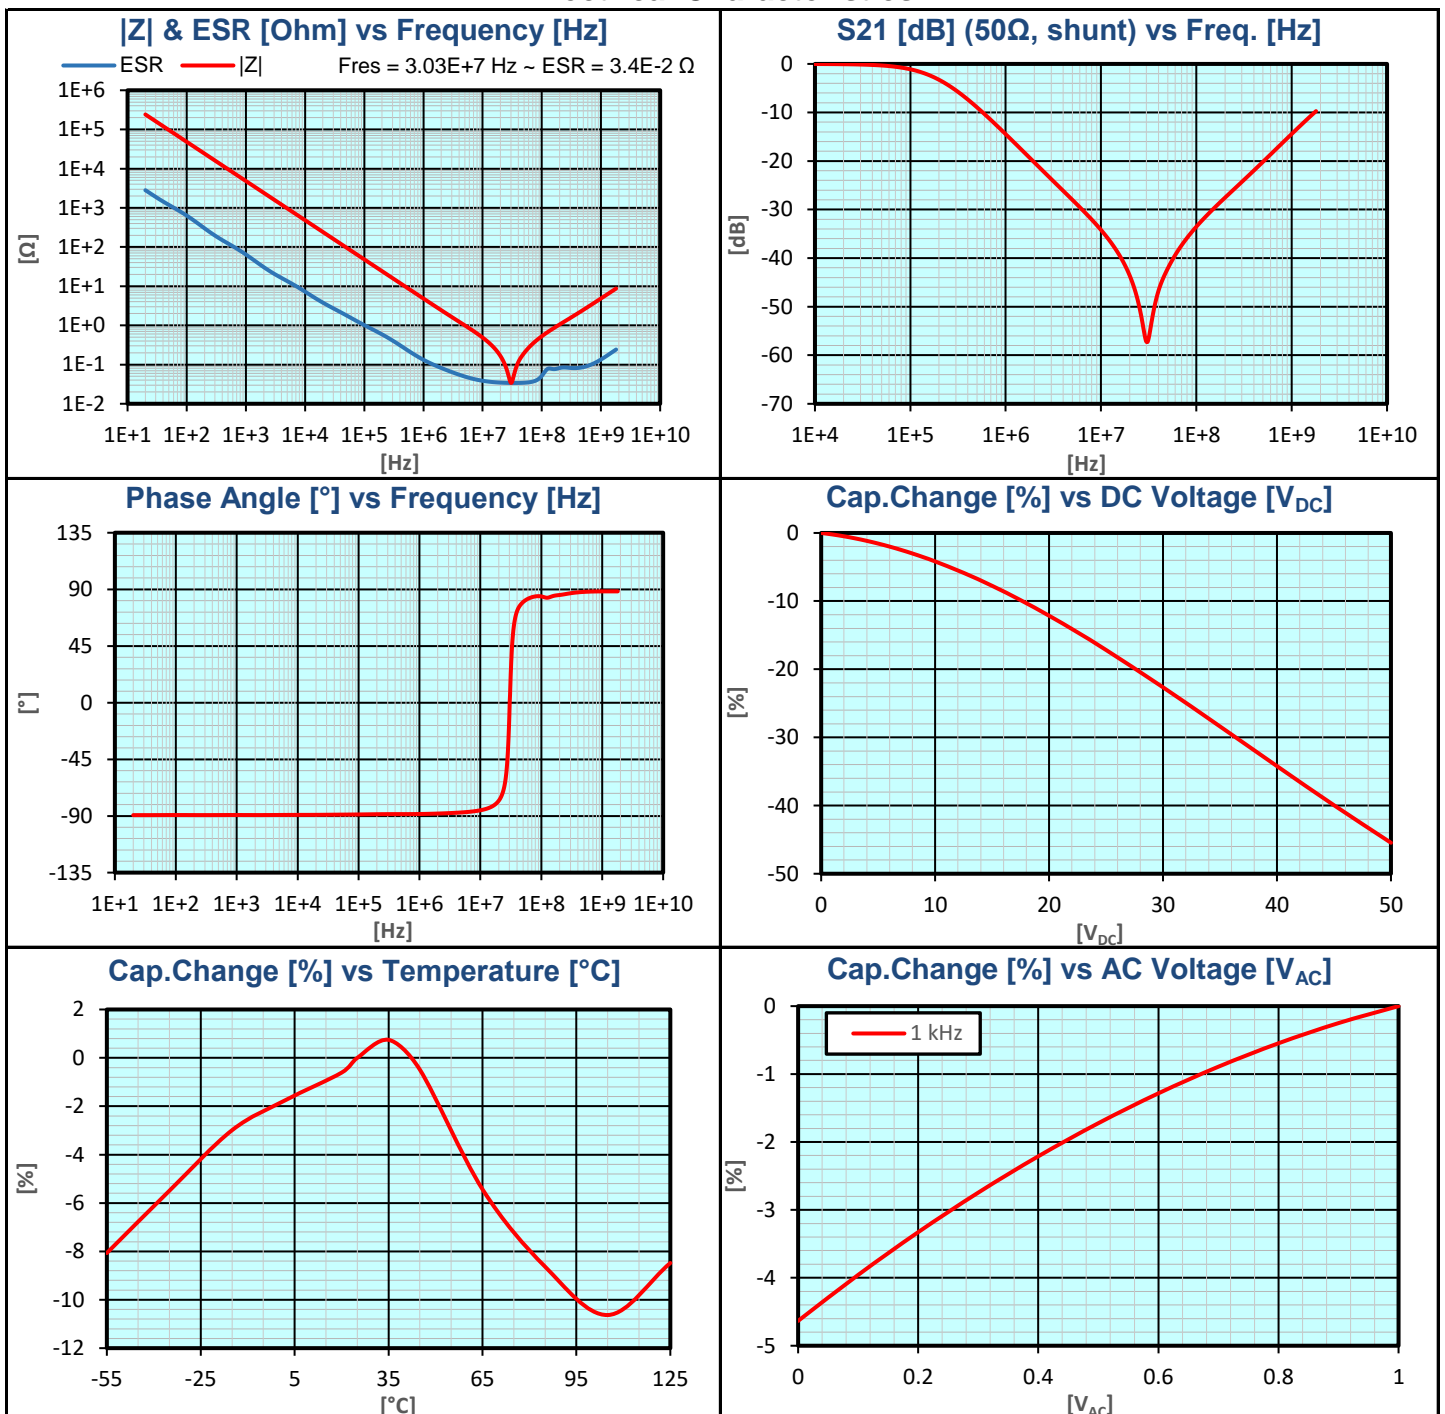 |Z| & ESR [Ohm] vs Frequency [Hz]
ESR |Z| Fres = 3.03E+7 Hz ~ ESR = 3.4E-2 Ω
1E+6
1E+5
1E+4
1E+3
1E+2
1E+1
1E+0
1E-1
1E-2
[Ω]
1E+1 1E+2 1E+3 1E+4 1E+5 1E+6 1E+7 1E+8 1E+9 1E+10
[Hz]
S21 [dB] (50Ω, shunt) vs Freq. [Hz]
0
-10
-20
-30
-40
-50
-60
-70
[dB]
1E+4 1E+5 1E+6 1E+7 1E+8 1E+9 1E+10
[Hz]
Phase Angle [°] vs Frequency [Hz]
135
90
45
0
-45
-90
-135
[°]
1E+1 1E+2 1E+3 1E+4 1E+5 1E+6 1E+7 1E+8 1E+9 1E+10
[Hz]
Cap.Change [%] vs DC Voltage [VDC]
0
-10
-20
-30
-40
-50
[%]
0 10 20 30 40 50
[VDC]
Cap.Change [%] vs Temperature [°C]
2
0
-2
-4
-6
-8
-10
-12
[%]
-55 -25 5 35 65 95 125
[°C]
Cap.Change [%] vs AC Voltage [VAC]
1 kHz
0
-1
-2
-3
-4
-5
[%]
0 0.2 0.4 0.6 0.8 1
[VAC]